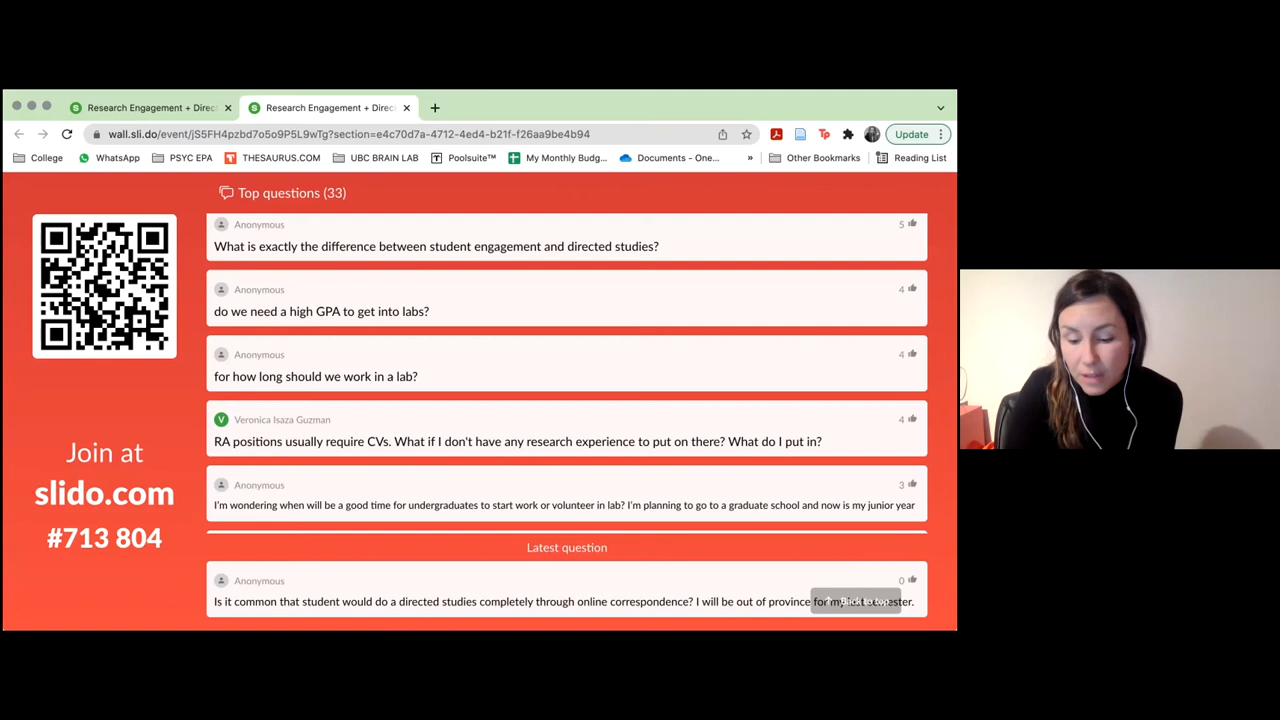 Research Engagement + Direc
Research Engagement + Direc
wall.sli.do/event/jS5FH4pzbd7o5o9P5L9wTg?section=e4c70d7a-4712-4ed4-b21f-f26aa9be4b94
Update
College
WhatsApp
PSYC EPA
THESAURUS.COM
UBC BRAIN LAB
Poolsuite™
My Monthly Budg...
Documents - One...
»
Other Bookmarks
Reading List
Top questions (33)
Anonymous
5
What is exactly the difference between student engagement and directed studies?
Anonymous
4
do we need a high GPA to get into labs?
Anonymous
4
for how long should we work in a lab?
V
Veronica Isaza Guzman
4
RA positions usually require CVs. What if I don't have any research experience to put on there? What do I put in?
Anonymous
3
I'm wondering when will be a good time for undergraduates to start work or volunteer in lab? I'm planning to go to a graduate school and now is my junior year
Join at
slido.com
#713 804
Latest question
Anonymous
0
Is it common that student would do a directed studies completely through online correspondence? I will be out of province for my
Back to top